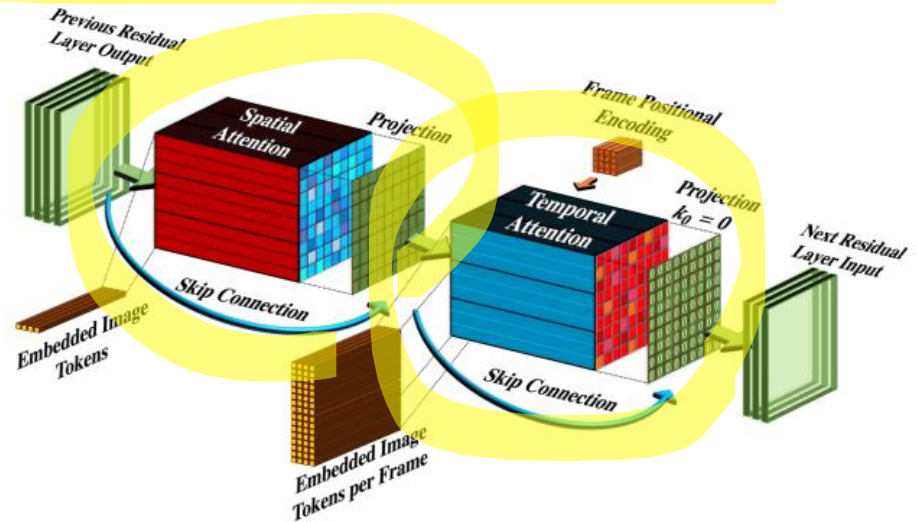 Previous Residual
Layer Output
Spatial
Attention
Projection
Frame Positional
Encoding
Temporal
Attention
Projection
k₀ = 0
Next Residual
Layer Input
Skip Connection
Embedded Image
Tokens
Skip Connection
Embedded Image
Tokens per Frame